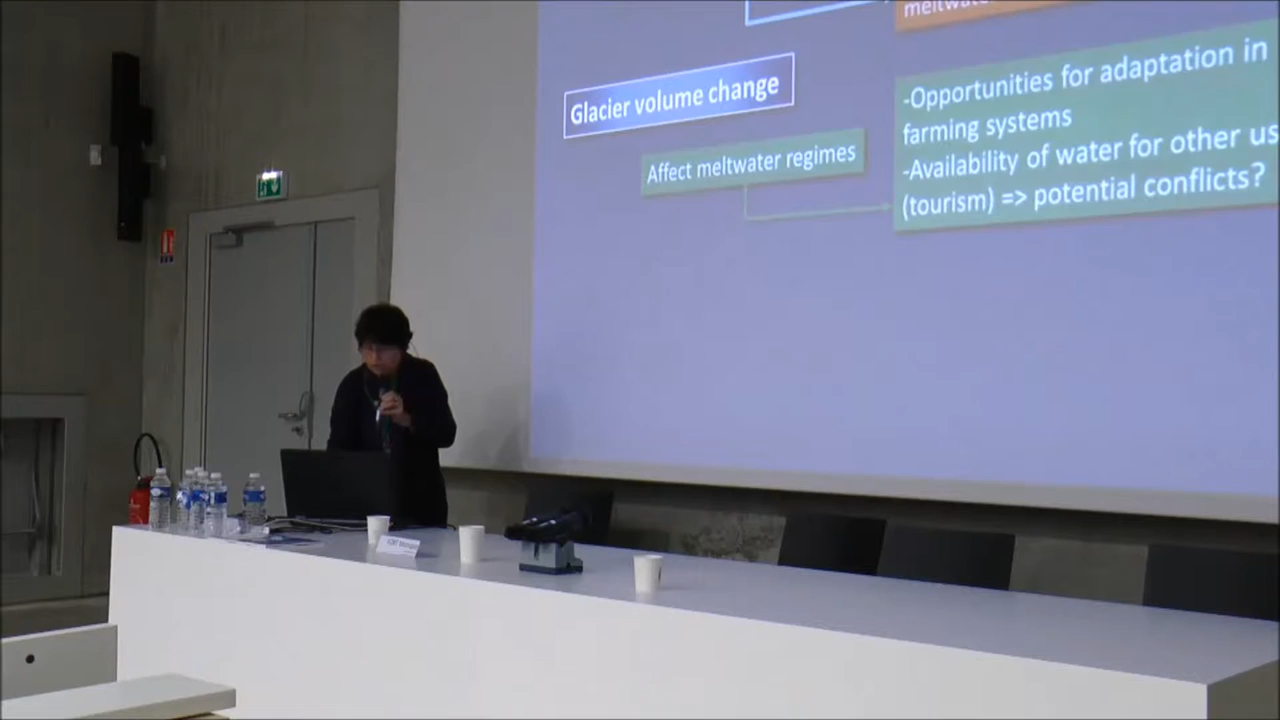 meltwate
Glacier volume change
-Opportunities for adaptation in
farming systems
Affect meltwater regimes
-Availability of water for other us
(tourism) => potential conflicts?